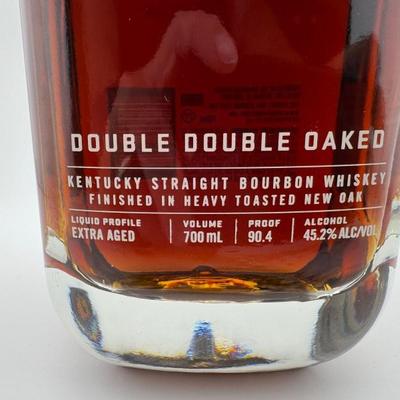 DOUBLE DOUBLE OAKED
KENTUCKY STRAIGHT BOURBON WHISKEY
FINISHED IN HEAVY TOASTED NEW OAK
LIQUID PROFILE VOLUME PROOF ALCOHOL
EXTRA AGED 700 mL 90.4 45.2% ALC/VOL